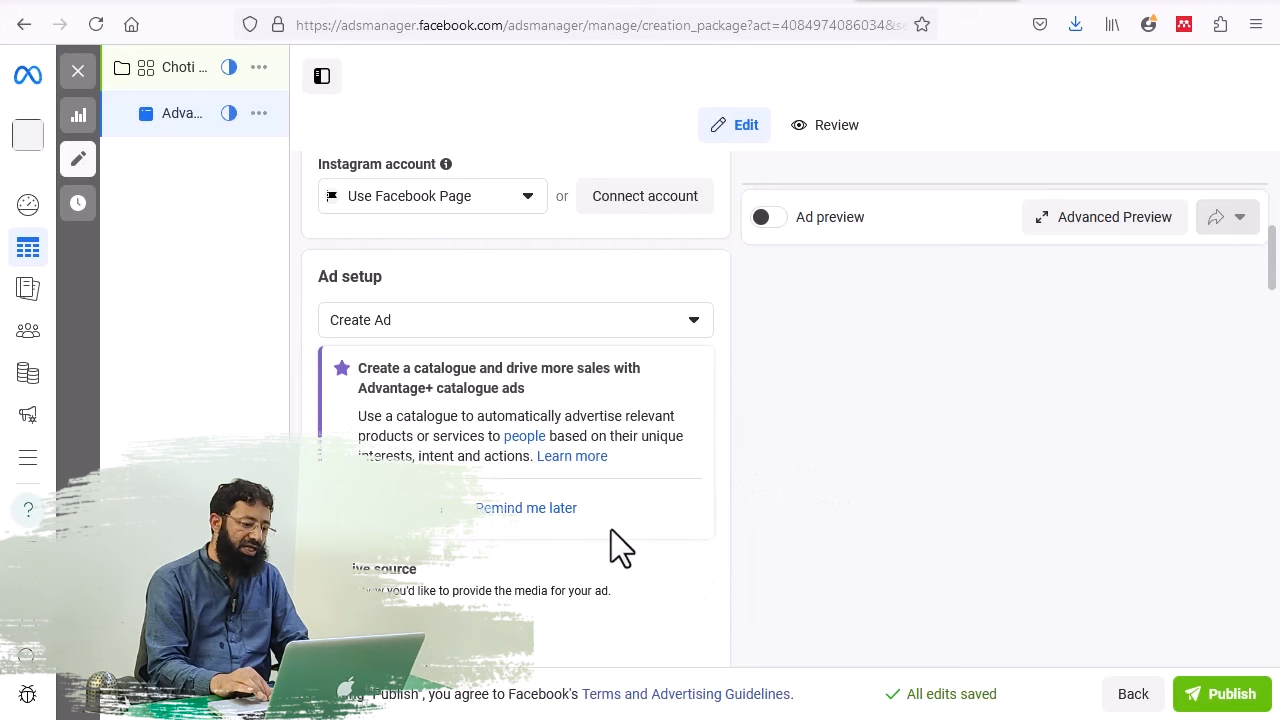 https://adsmanager.facebook.com/adsmanager/manage/creation_package?act=4084974086034&se
Choti ...
Adva...
Edit
Review
Instagram account
Use Facebook Page
or
Connect account
Ad preview
Advanced Preview
Ad setup
Create Ad
Create a catalogue and drive more sales with
Advantage+ catalogue ads
Use a catalogue to automatically advertise relevant
products or services to people based on their unique
interests, intent and actions. Learn more
Remind me later
ive source
how you'd like to provide the media for your ad.
Publish", you agree to Facebook's Terms and Advertising Guidelines.
All edits saved
Back
Publish